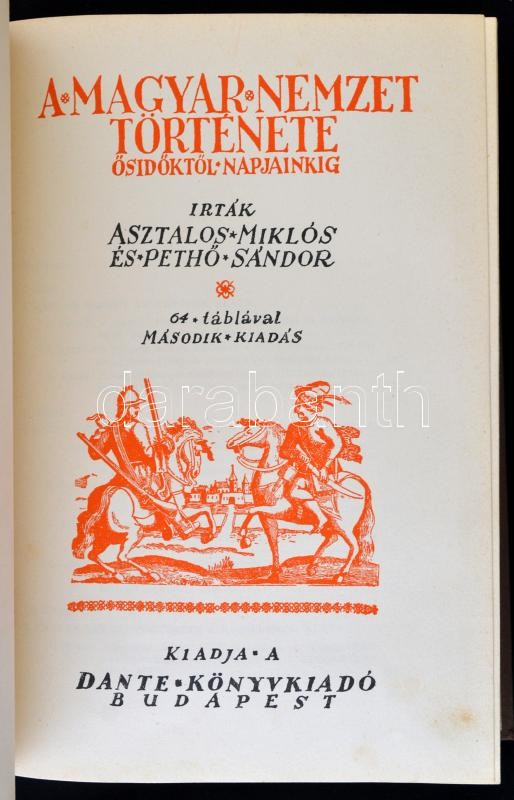 A·MAGYAR·NEMZET
TÖRTÉNETE
ŐSIDŐKTŐL·NAPJAINKIG
IRTÁK
ASZTALOS*MIKLÓS
ÉS*PETHŐ*SÁNDOR
64*táblával
MÁSODIK*KIADÁS
darabanth
KIADJA·A
DANTE*KÖNYVKIADÓ
BUDAPEST